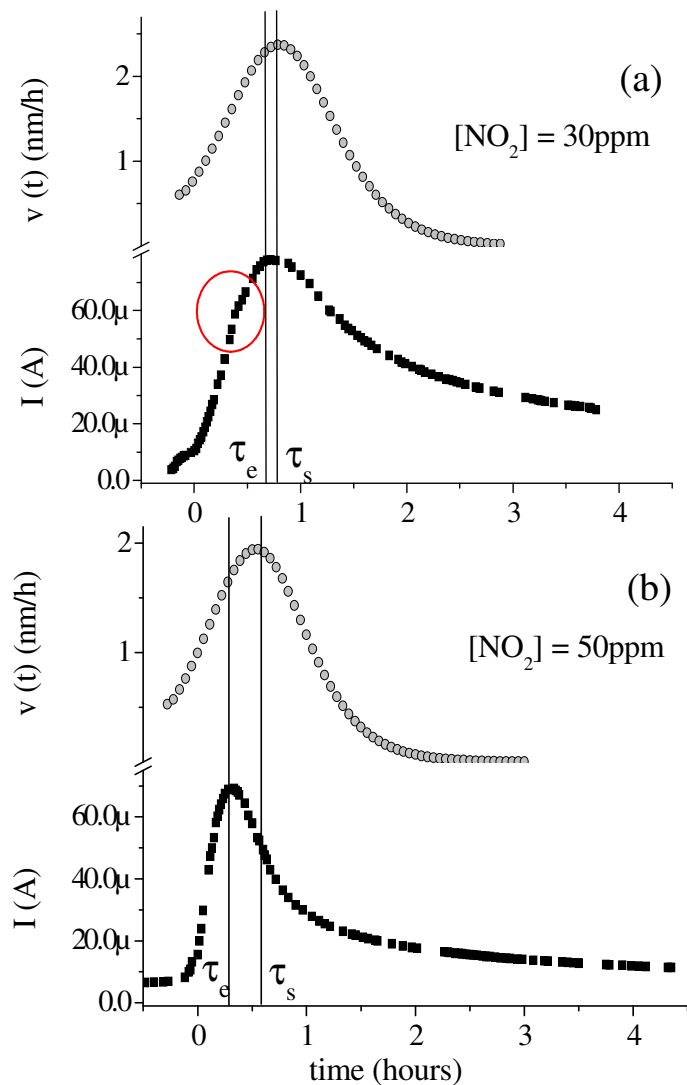 (a)
[NO₂] = 30ppm
v (t) (nm/h)
2
1
I (A)
60.0µ
40.0µ
20.0µ
0.0
τₑ τₛ
0 1 2 3 4
(b)
[NO₂] = 50ppm
v (t) (nm/h)
2
1
I (A)
60.0µ
40.0µ
20.0µ
0.0
τₑ τₛ
0 1 2 3 4
time (hours)